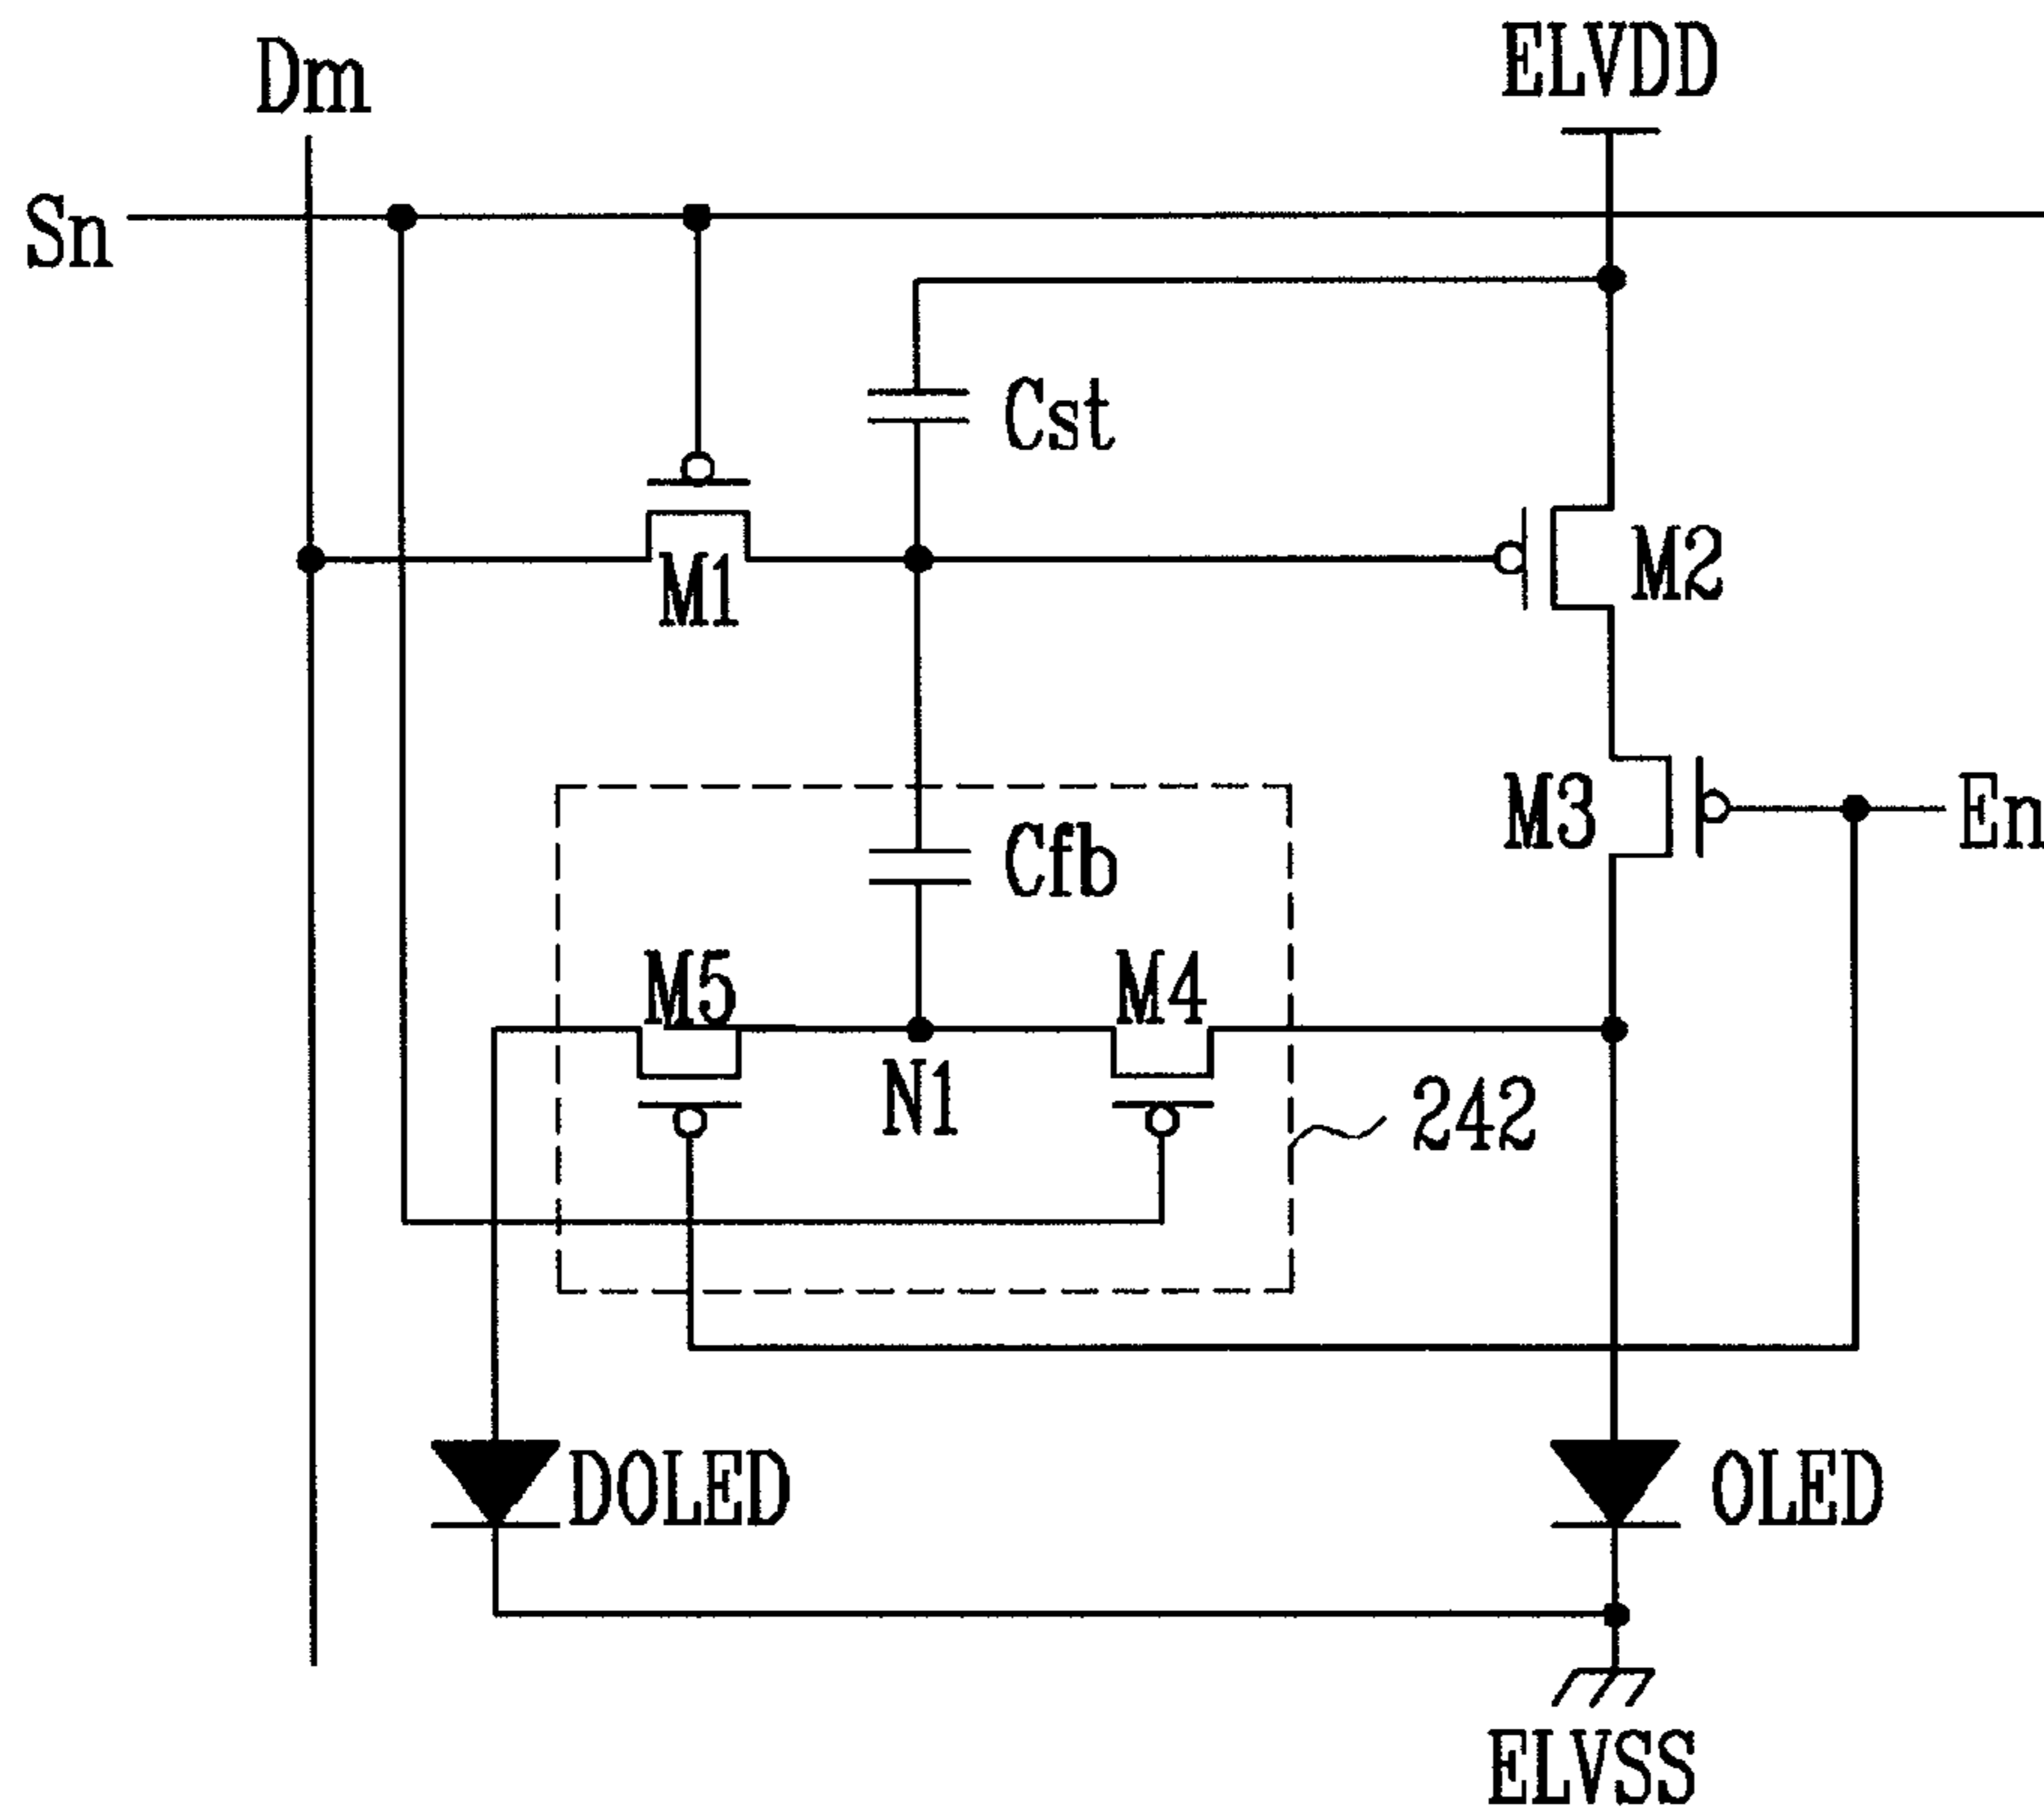 Dm
ELVDD
Sn
Cst
M1
M2
M3
En
Cfb
M5
M4
N1
242
DOLED
OLED
ELVSS